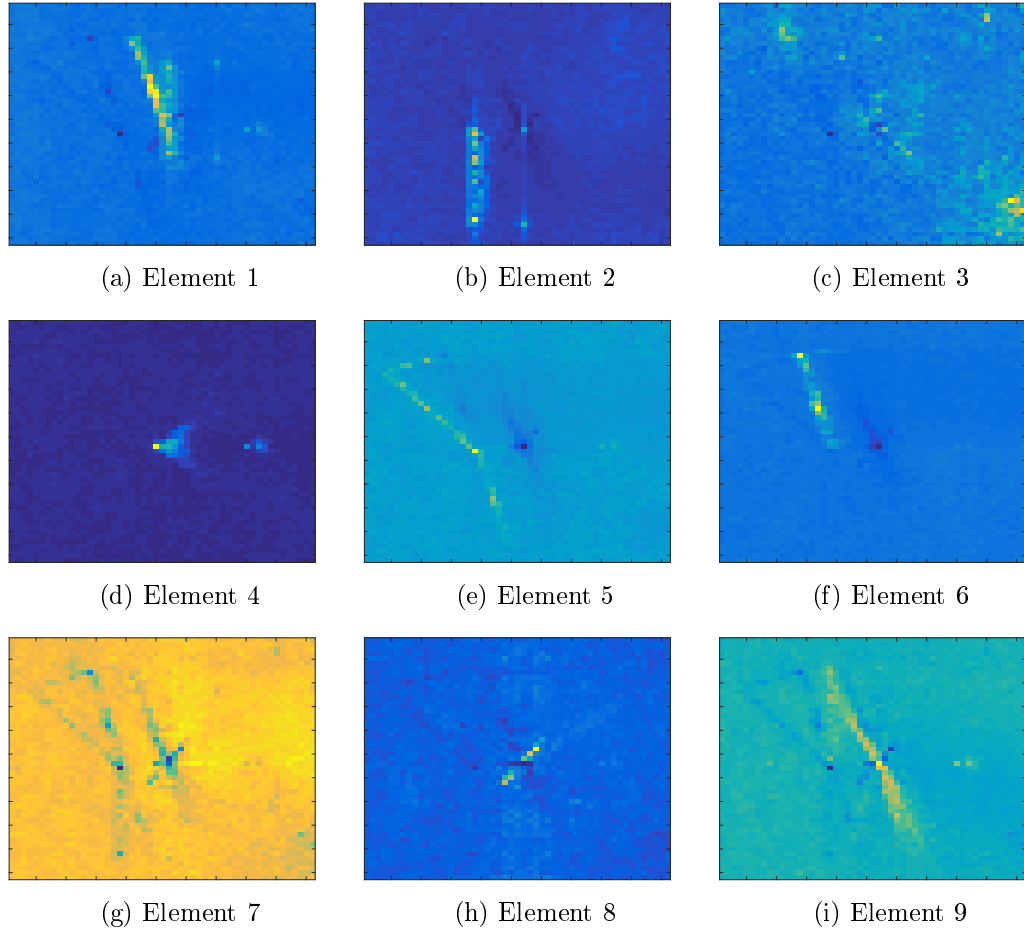 (a) Element 1
(b) Element 2
(c) Element 3
(d) Element 4
(e) Element 5
(f) Element 6
(g) Element 7
(h) Element 8
(i) Element 9